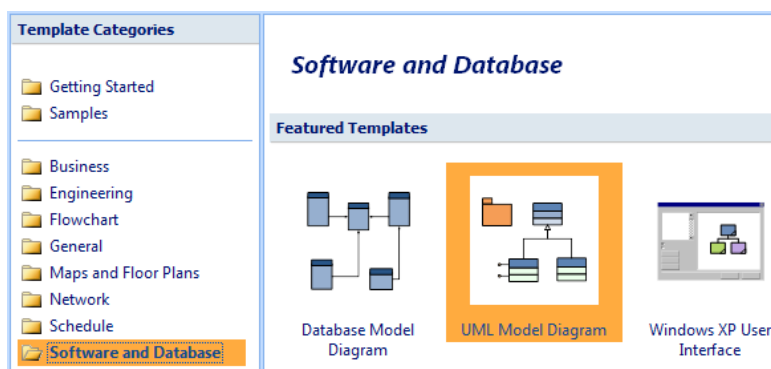 Template Categories
Getting Started
Samples
Business
Engineering
Flowchart
General
Maps and Floor Plans
Network
Schedule
Software and Database
Software and Database
Featured Templates
Database Model
Diagram
UML Model Diagram
Windows XP User
Interface